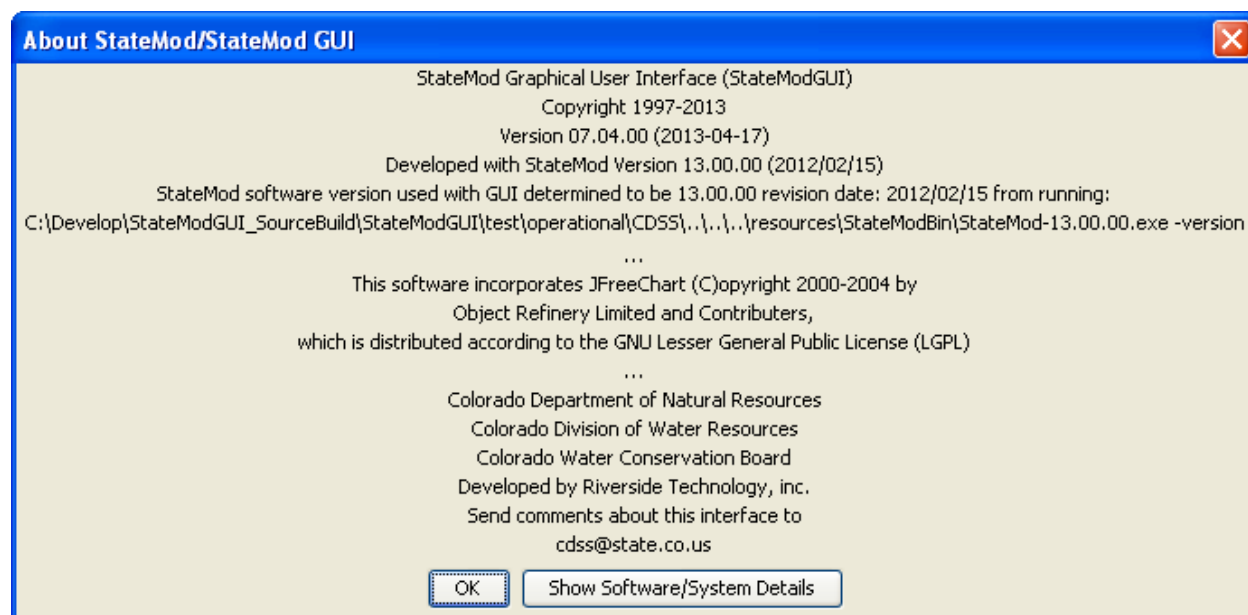 About StateMod/StateMod GUI
StateMod Graphical User Interface (StateModGUI)
Copyright 1997-2013
Version 07.04.00 (2013-04-17)
Developed with StateMod Version 13.00.00 (2012/02/15)
StateMod software version used with GUI determined to be 13.00.00 revision date: 2012/02/15 from running:
C:\Develop\StateModGUI_SourceBuild\StateModGUI\test\operational\CDSS\..\..\..\resources\StateModBin\StateMod-13.00.00.exe -version
...
This software incorporates JFreeChart (C)opyright 2000-2004 by
Object Refinery Limited and Contributers,
which is distributed according to the GNU Lesser General Public License (LGPL)
...
Colorado Department of Natural Resources
Colorado Division of Water Resources
Colorado Water Conservation Board
Developed by Riverside Technology, inc.
Send comments about this interface to
cdss@state.co.us
OK
Show Software/System Details